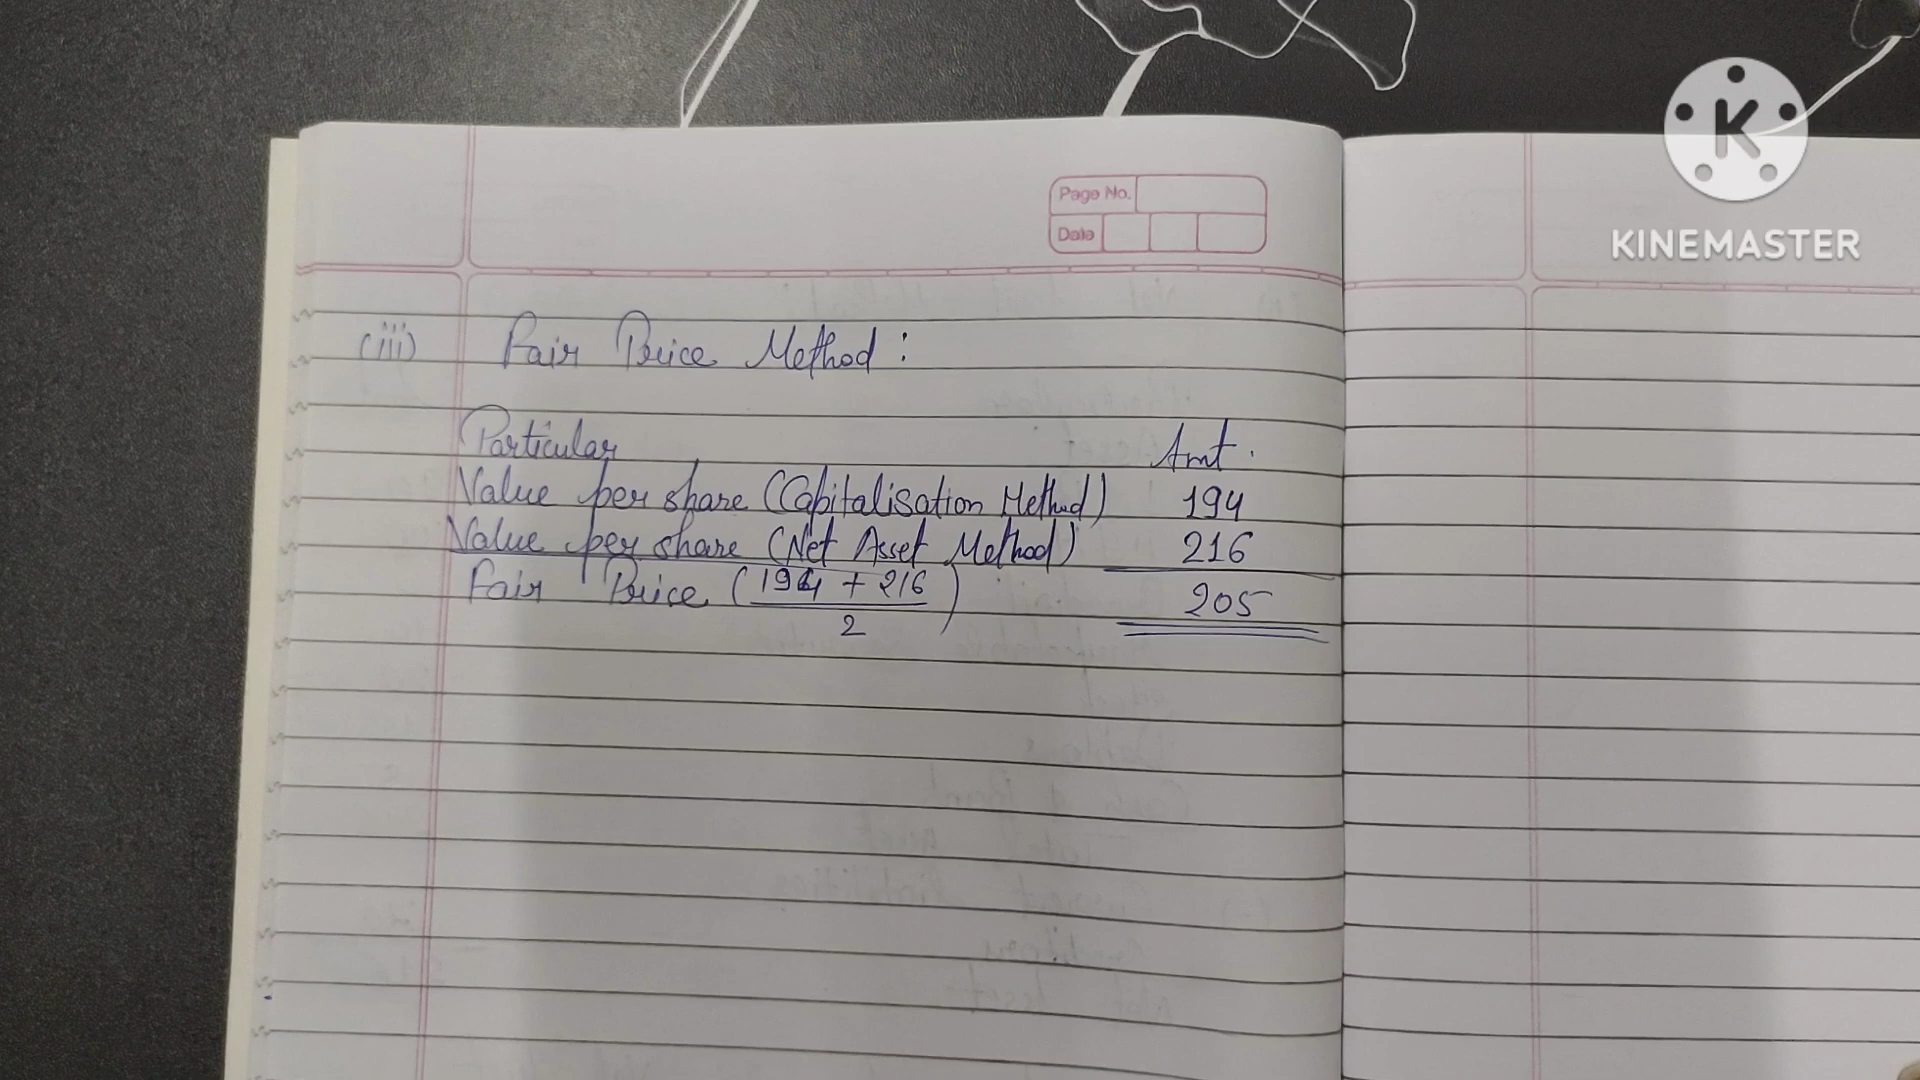 K
KINEMASTER
Page No.
Date
(iii) Fair Price Method :
Particular Amt.
Value per share (Capitalisation Method) 194
Value per share (Net Asset Method) 216
Fair Price (194 + 216 205
2 )